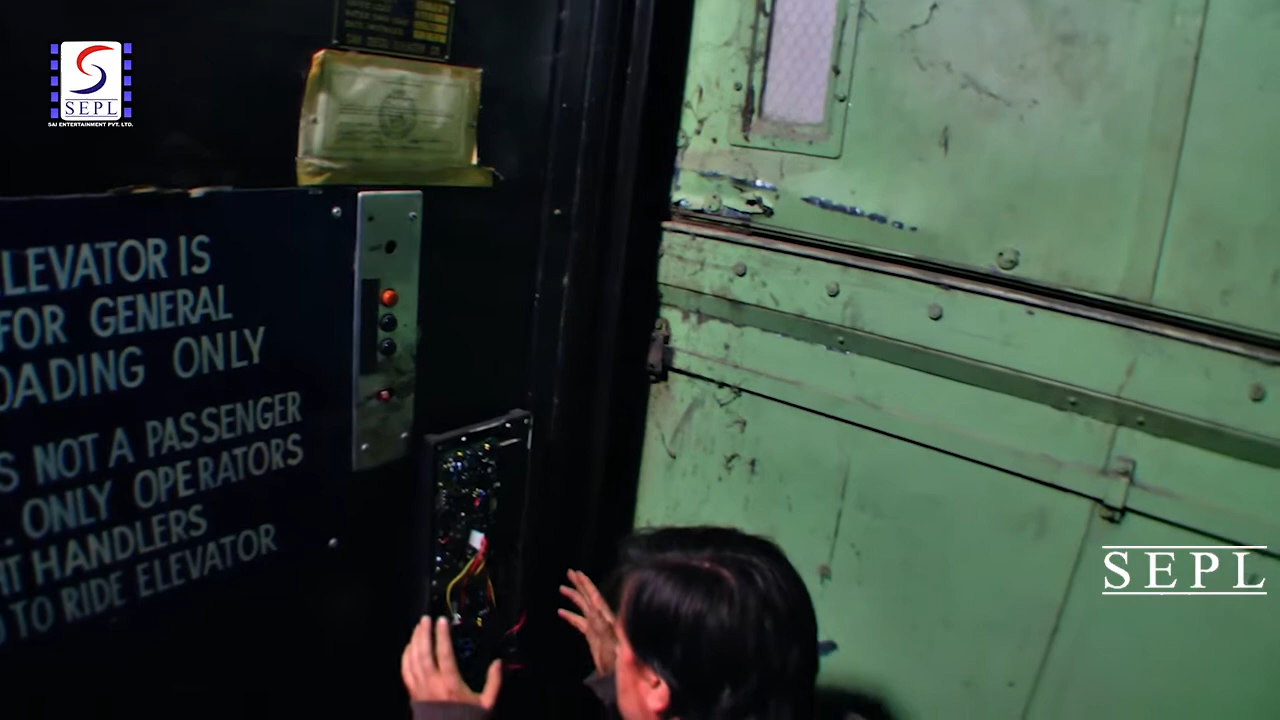 SEPL
SAI ENTERTAINMENT PVT. LTD.
LEVATOR IS
FOR GENERAL
OADING ONLY
S NOT A PASSENGER
. ONLY OPERATORS
HT HANDLERS
TO RIDE ELEVATOR
SEPL